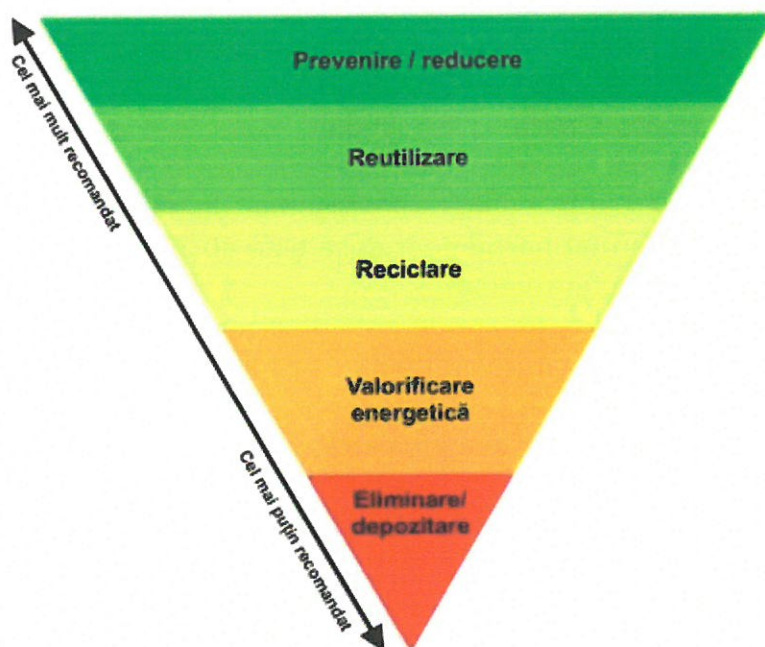 Prevenire / reducere
Cel mai mult recomandat
Reutilizare
Reciclare
Valorificare
energetică
Cel mai puțin recomandat
Eliminare/
depozitare